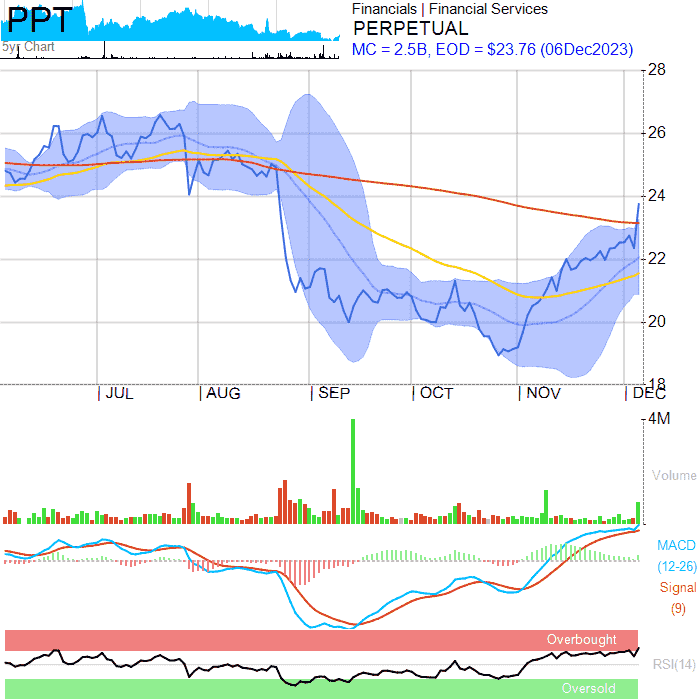 PPT
5yr Chart
Financials | Financial Services
PERPETUAL
MC = 2.5B, EOD = $23.76 (06Dec2023)
28
26
24
22
20
18
JUL AUG SEP OCT NOV DEC
4M
Volume
MACD
(12-26)
Signal
(9)
Overbought
RSI(14)
Oversold